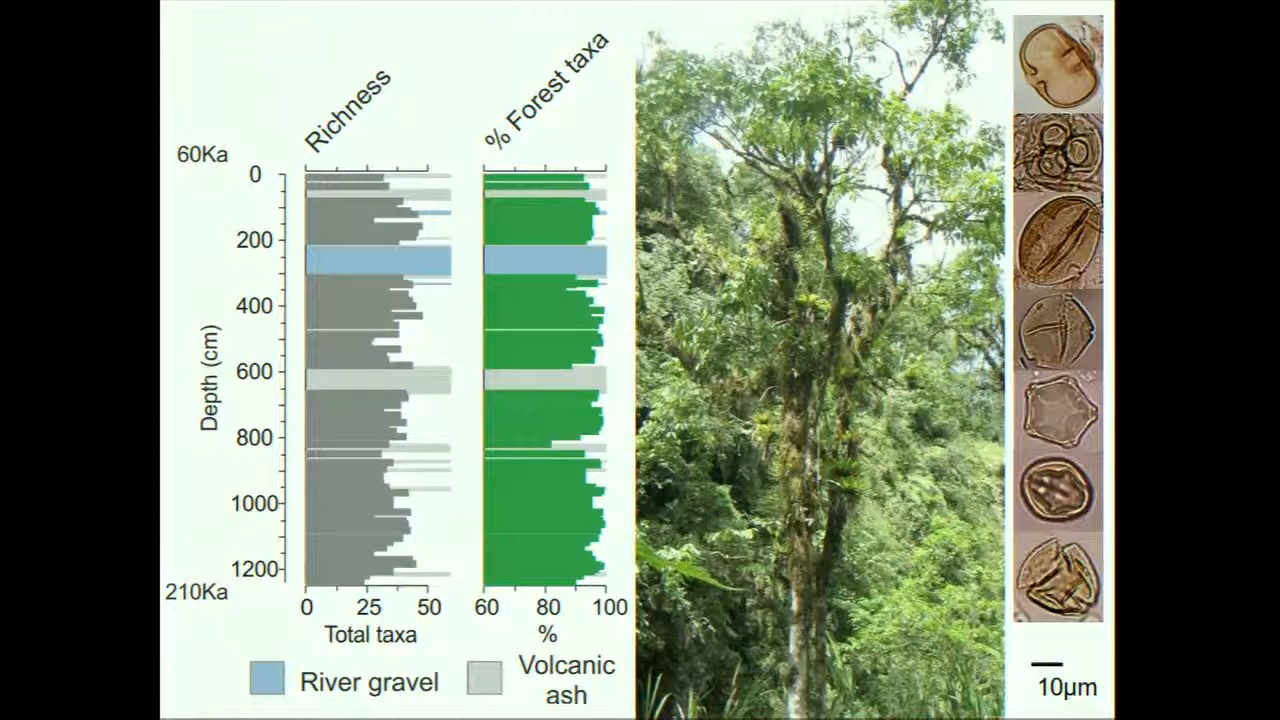 Richness
% Forest taxa
60Ka
0
200
400
600
800
1000
1200
Depth (cm)
210Ka
0 25 50
60 80 100
Total taxa
%
River gravel
Volcanic
ash
10µm